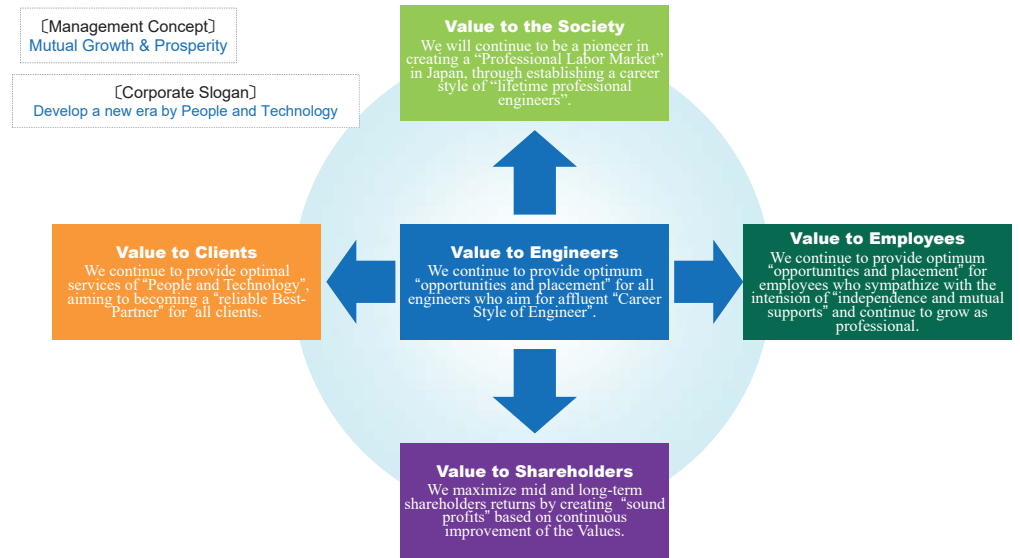 〔Management Concept〕
Mutual Growth & Prosperity
〔Corporate Slogan〕
Develop a new era by People and Technology
Value to the Society
We will continue to be a pioneer in
creating a “Professional Labor Market”
in Japan, through establishing a career
style of “lifetime professional
engineers”.
Value to Clients
We continue to provide optimal
services of “People and Technology”,
aiming to becoming a “reliable Best-
Partner” for “all clients.
Value to Engineers
We continue to provide optimum
“opportunities and placement” for all
engineers who aim for affluent “Career
Style of Engineer”.
Value to Employees
We continue to provide optimum
“opportunities and placement” for
employees who sympathize with the
intension of “independence and mutual
supports” and continue to grow as
professional.
Value to Shareholders
We maximize mid and long-term
shareholders returns by creating “sound
profits” based on continuous
improvement of the Values.